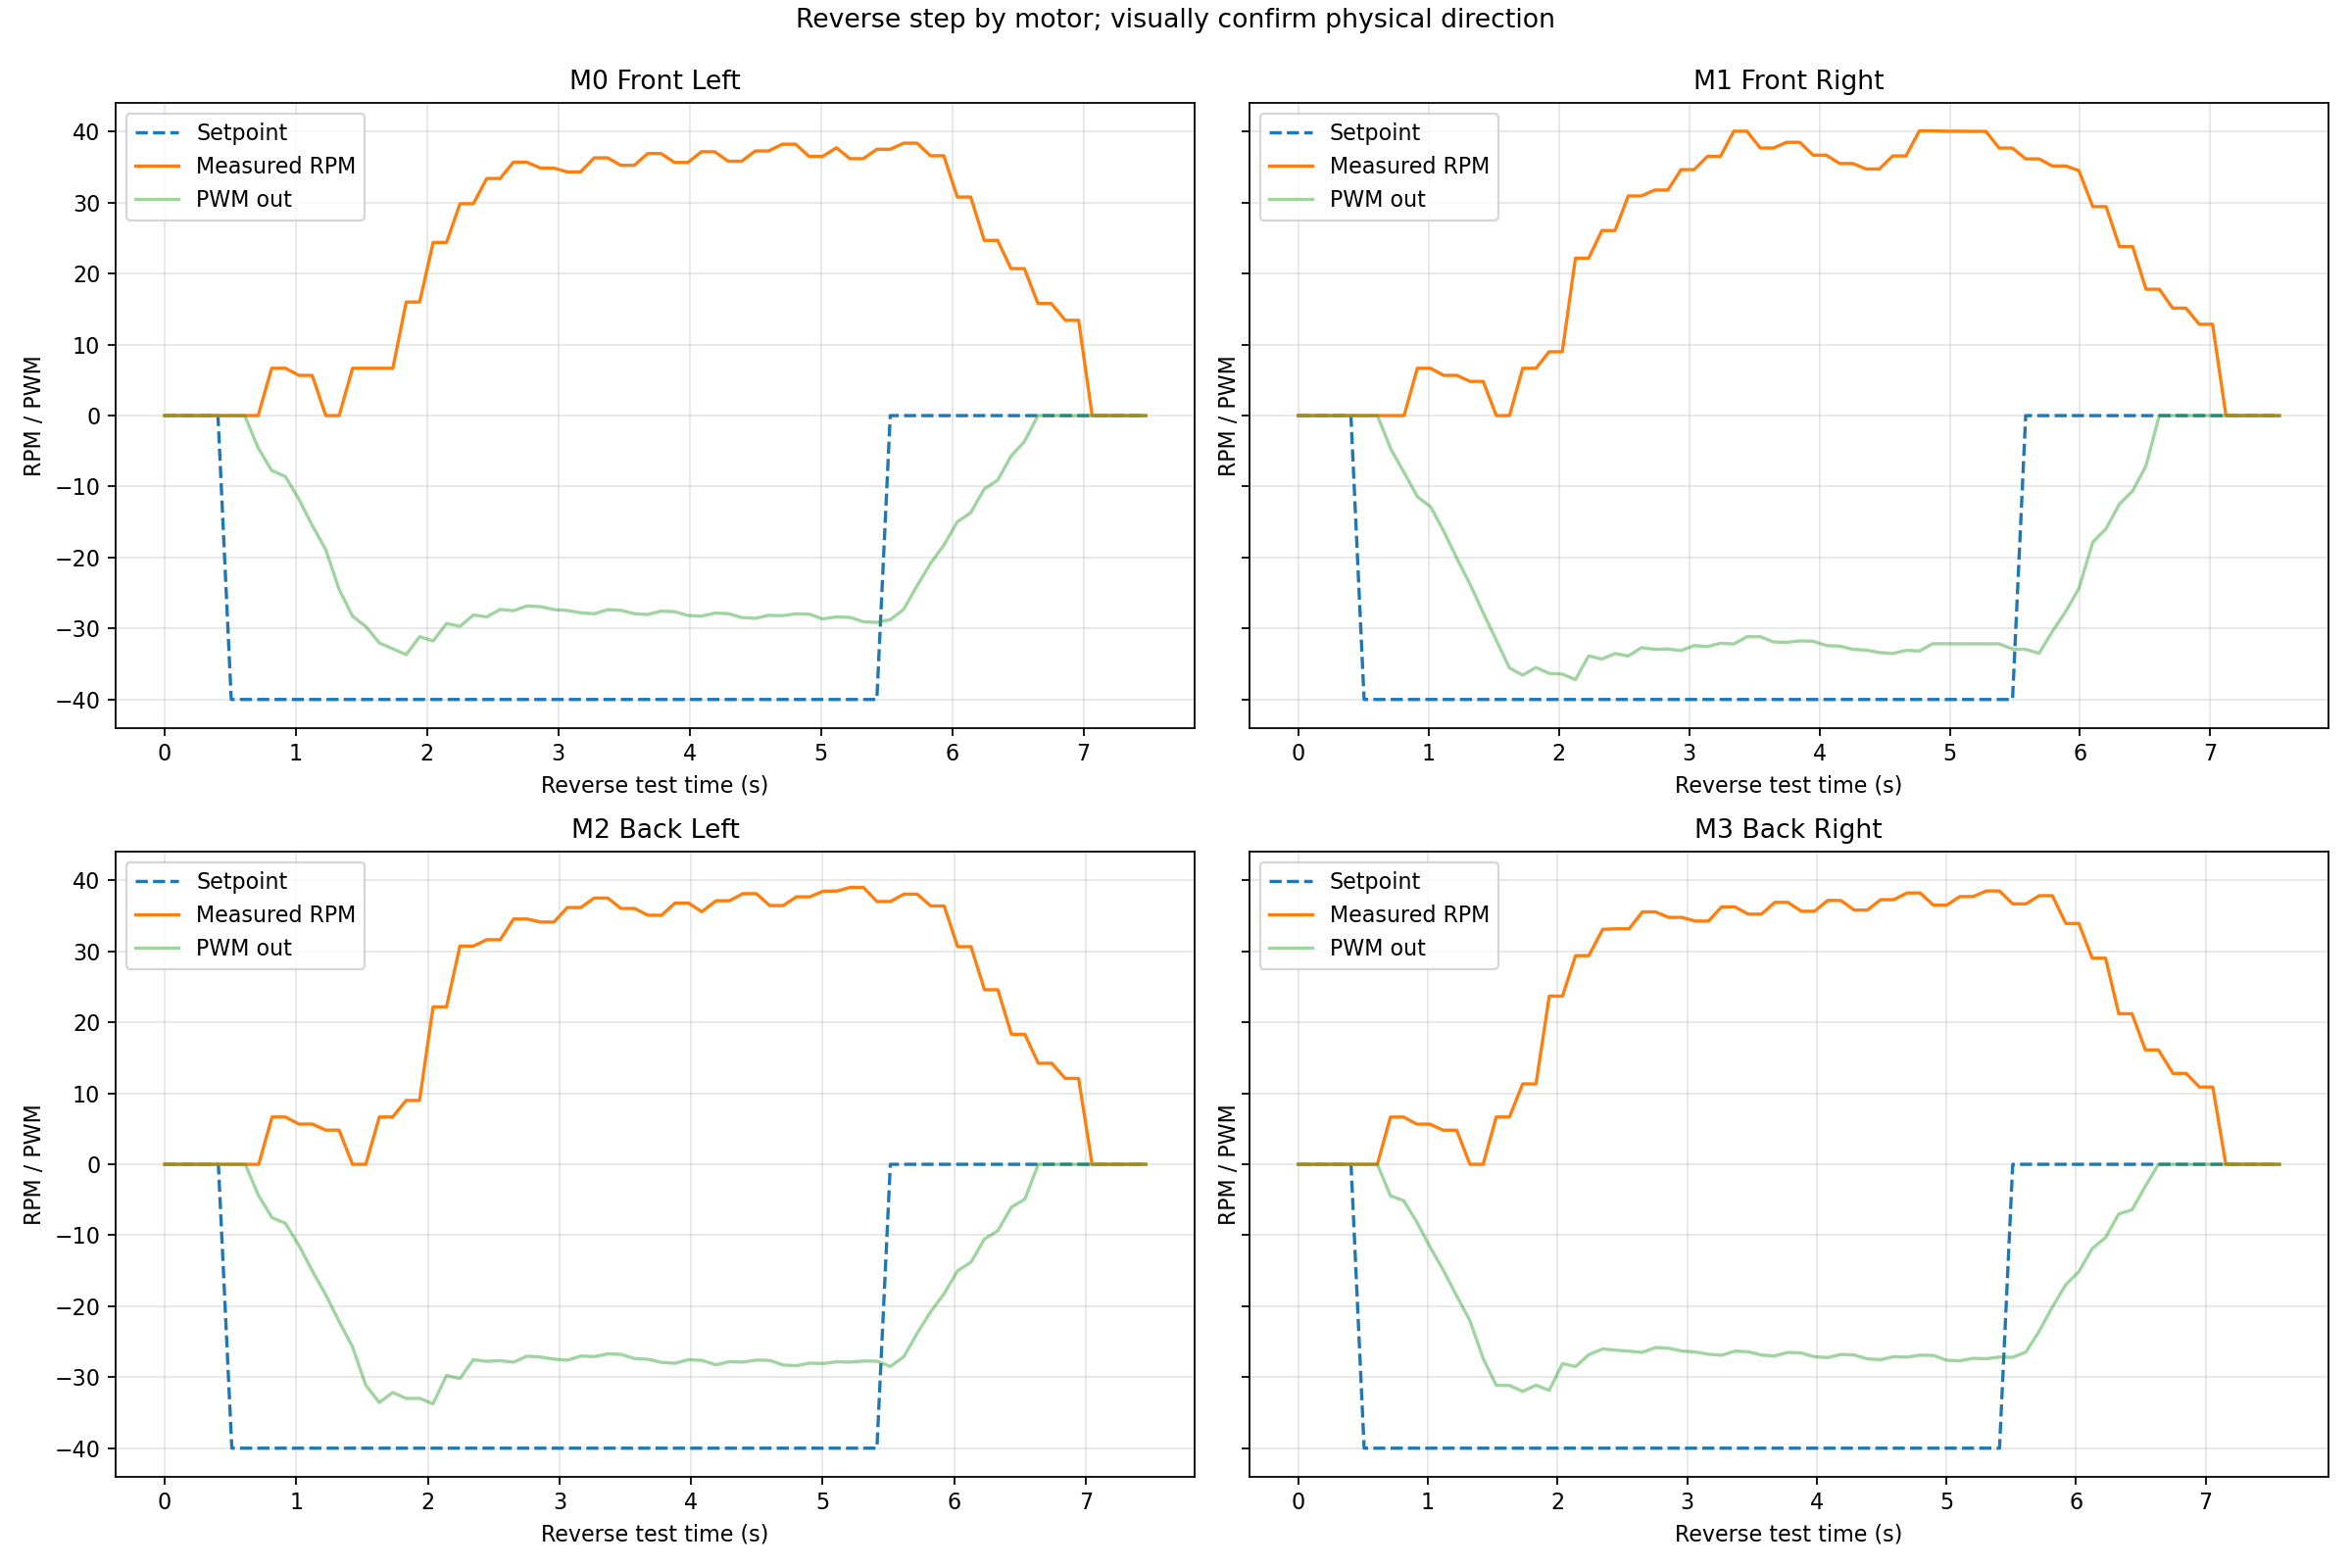 Reverse step by motor; visually confirm physical direction
M0 Front Left
Setpoint
Measured RPM
PWM out
40
30
20
10
0
−10
−20
−30
−40
RPM / PWM
0 1 2 3 4 5 6 7
Reverse test time (s)
M1 Front Right
Setpoint
Measured RPM
PWM out
RPM / PWM
0 1 2 3 4 5 6 7
Reverse test time (s)
M2 Back Left
Setpoint
Measured RPM
PWM out
40
30
20
10
0
−10
−20
−30
−40
RPM / PWM
0 1 2 3 4 5 6 7
Reverse test time (s)
M3 Back Right
Setpoint
Measured RPM
PWM out
RPM / PWM
0 1 2 3 4 5 6 7
Reverse test time (s)